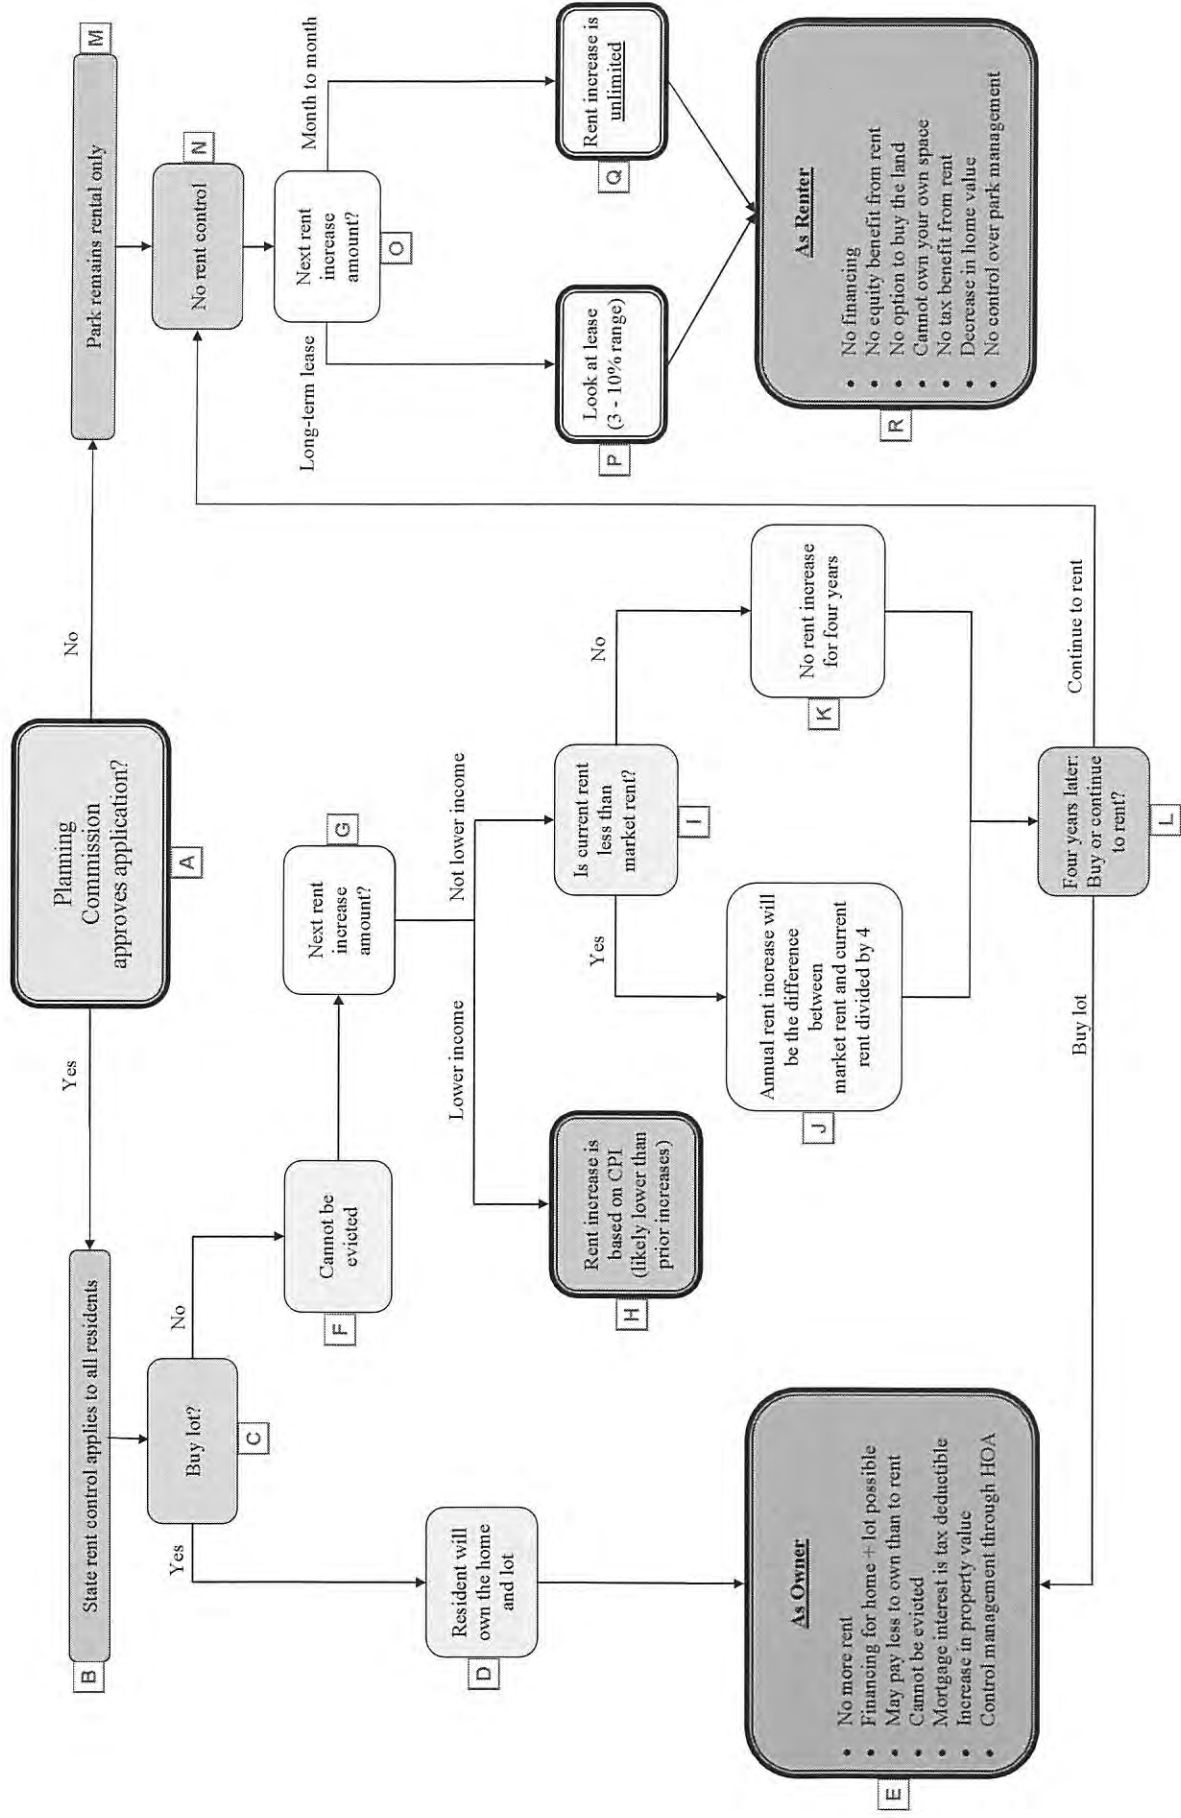 Planning
Commission
approves application?
A
Yes
No
B
State rent control applies to all residents
Buy lot?
C
Yes
No
D
Resident will
own the home
and lot
E
As Owner
• No more rent
• Financing for home + lot possible
• May pay less to own than to rent
• Cannot be evicted
• Mortgage interest is tax deductible
• Increase in property value
• Control management through HOA
F
Cannot be
evicted
G
Next rent
increase
amount?
Lower income
Not lower income
H
Rent increase is
based on CPI
(likely lower than
prior increases)
I
Is current rent
less than
market rent?
Yes
No
J
Annual rent increase will
be the difference
between
market rent and current
rent divided by 4
K
No rent increase
for four years
L
Four years later:
Buy or continue
to rent?
Buy lot
Continue to rent
M
Park remains rental only
N
No rent control
O
Next rent
increase
amount?
Long-term lease
Month to month
P
Look at lease
(3 - 10% range)
Q
Rent increase is
unlimited
R
As Renter
• No financing
• No equity benefit from rent
• No option to buy the land
• Cannot own your own space
• No tax benefit from rent
• Decrease in home value
• No control over park management